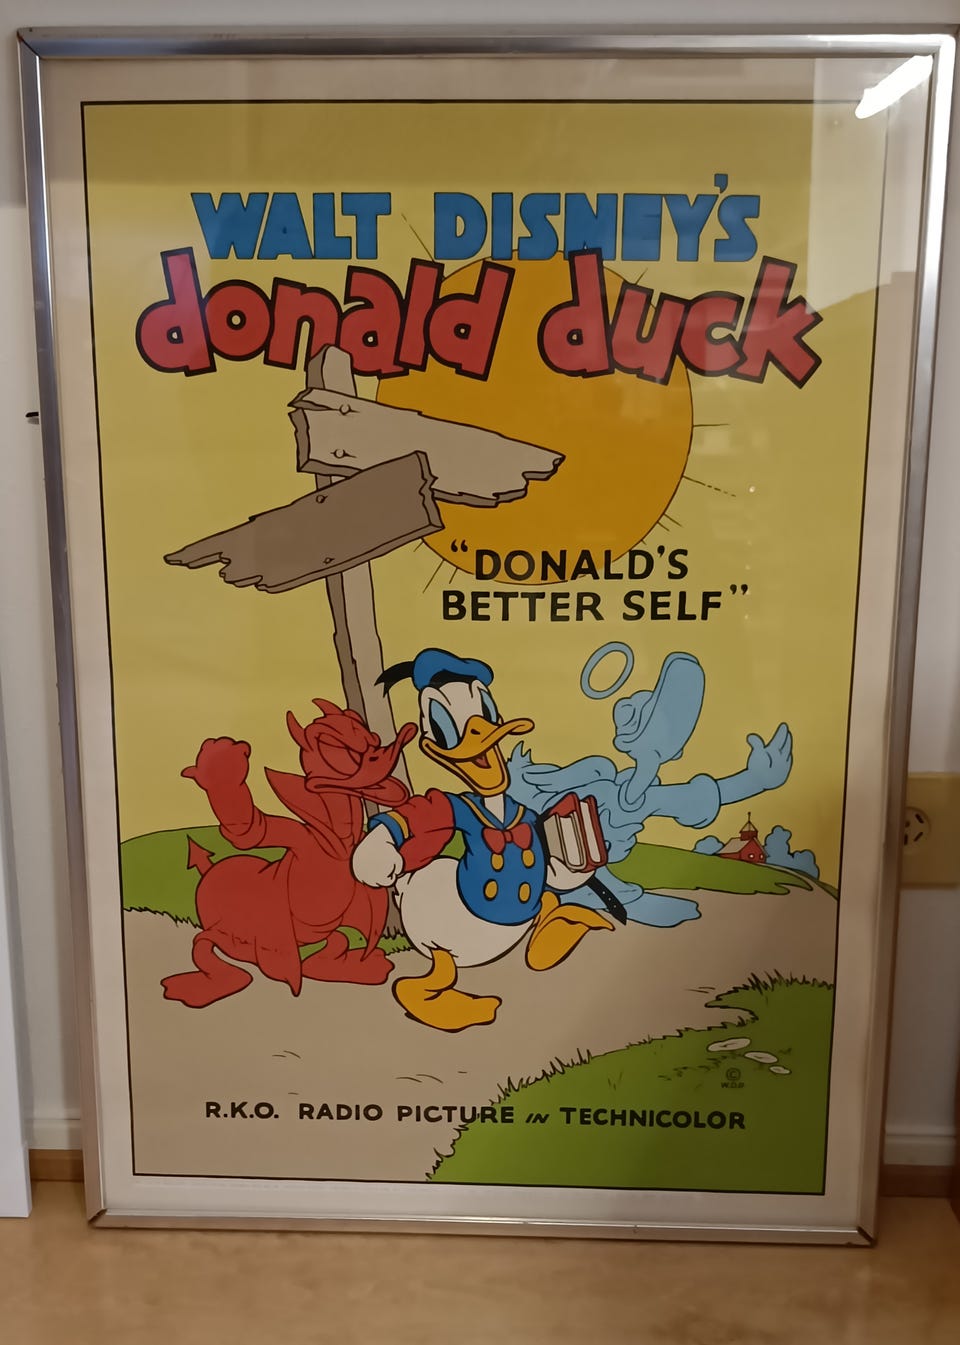 WALT DISNEY'S
donald duck
"DONALD'S
BETTER SELF"
©
W.D.P.
R.K.O. RADIO PICTURE IN TECHNICOLOR